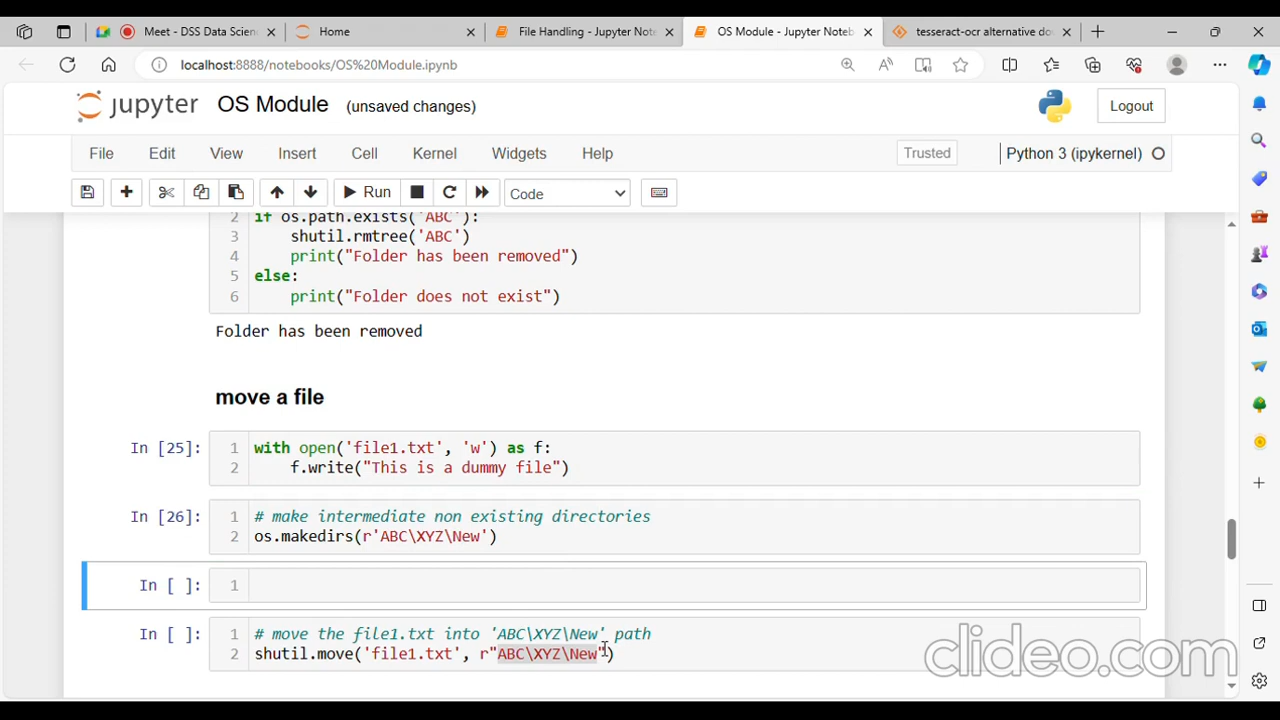 Meet - DSS Data Scien
Home
File Handling - Jupyter Note
OS Module - Jupyter Noteb
tesseract-ocr alternative do
localhost:8888/notebooks/OS%20Module.ipynb
jupyter OS Module (unsaved changes)
Logout
File Edit View Insert Cell Kernel Widgets Help
Trusted
Python 3 (ipykernel)
Run
Code
2 if os.path.exists('ABC'):
3 shutil.rmtree('ABC')
4 print("Folder has been removed")
5 else:
6 print("Folder does not exist")
Folder has been removed
move a file
In [25]: 1 with open('file1.txt', 'w') as f:
2 f.write("This is a dummy file")
In [26]: 1 # make intermediate non existing directories
2 os.makedirs(r'ABC\XYZ\New')
In [ ]: 1
In [ ]: 1 # move the file1.txt into 'ABC\XYZ\New' path
2 shutil.move('file1.txt', r"ABC\XYZ\New")
clideo.com